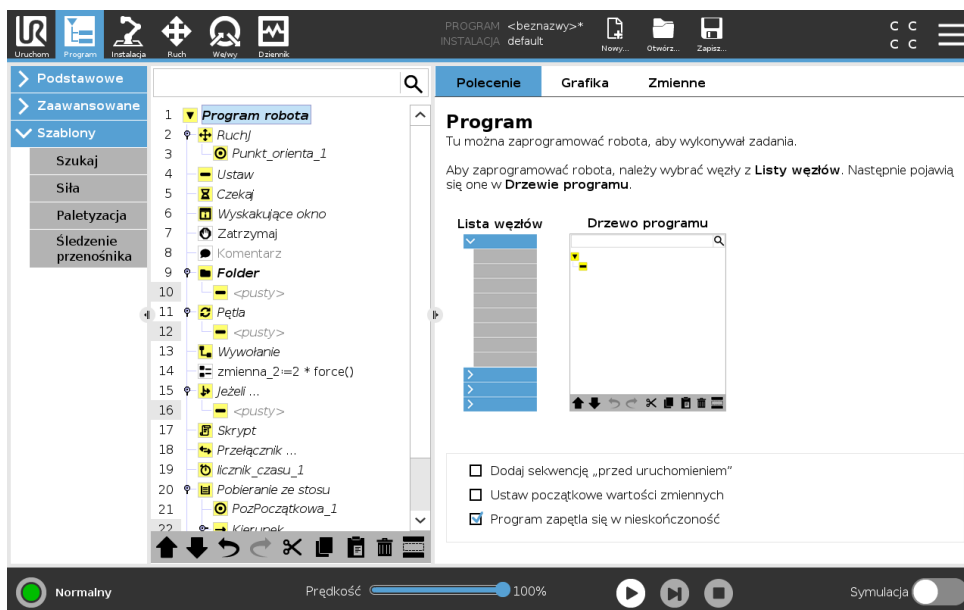 UR
PROGRAM <beznazwy>*
INSTALACJA default
Uruchom Program Instalacja Ruch We/wy Dziennik Nowy... Otwórz... Zapisz...
C C
C C
Podstawowe
Zaawansowane
Szablony
Szukaj
Siła
Paletyzacja
Śledzenie
przenośnika
1 Program robota
2 RuchJ
3 Punkt_orienta_1
4 Ustaw
5 Czekaj
6 Wyskakujące okno
7 Zatrzymaj
8 Komentarz
9 Folder
10 <pusty>
11 Pętla
12 <pusty>
13 Wywołanie
14 zmienna_2≔2 * force()
15 Jeżeli ...
16 <pusty>
17 Skrypt
18 Przełącznik ...
19 licznik_czasu_1
20 Pobieranie ze stosu
21 PozPoczątkowa_1
22 Kierunek
Polecenie Grafika Zmienne
Program
Tu można zaprogramować robota, aby wykonywał zadania.
Aby zaprogramować robota, należy wybrać węzły z Listy węzłów. Następnie pojawią
się one w Drzewie programu.
Lista węzłów Drzewo programu
Dodaj sekwencję „przed uruchomieniem”
Ustaw początkowe wartości zmiennych
Program zapętla się w nieskończoność
Normalny Prędkość 100% Symulacja